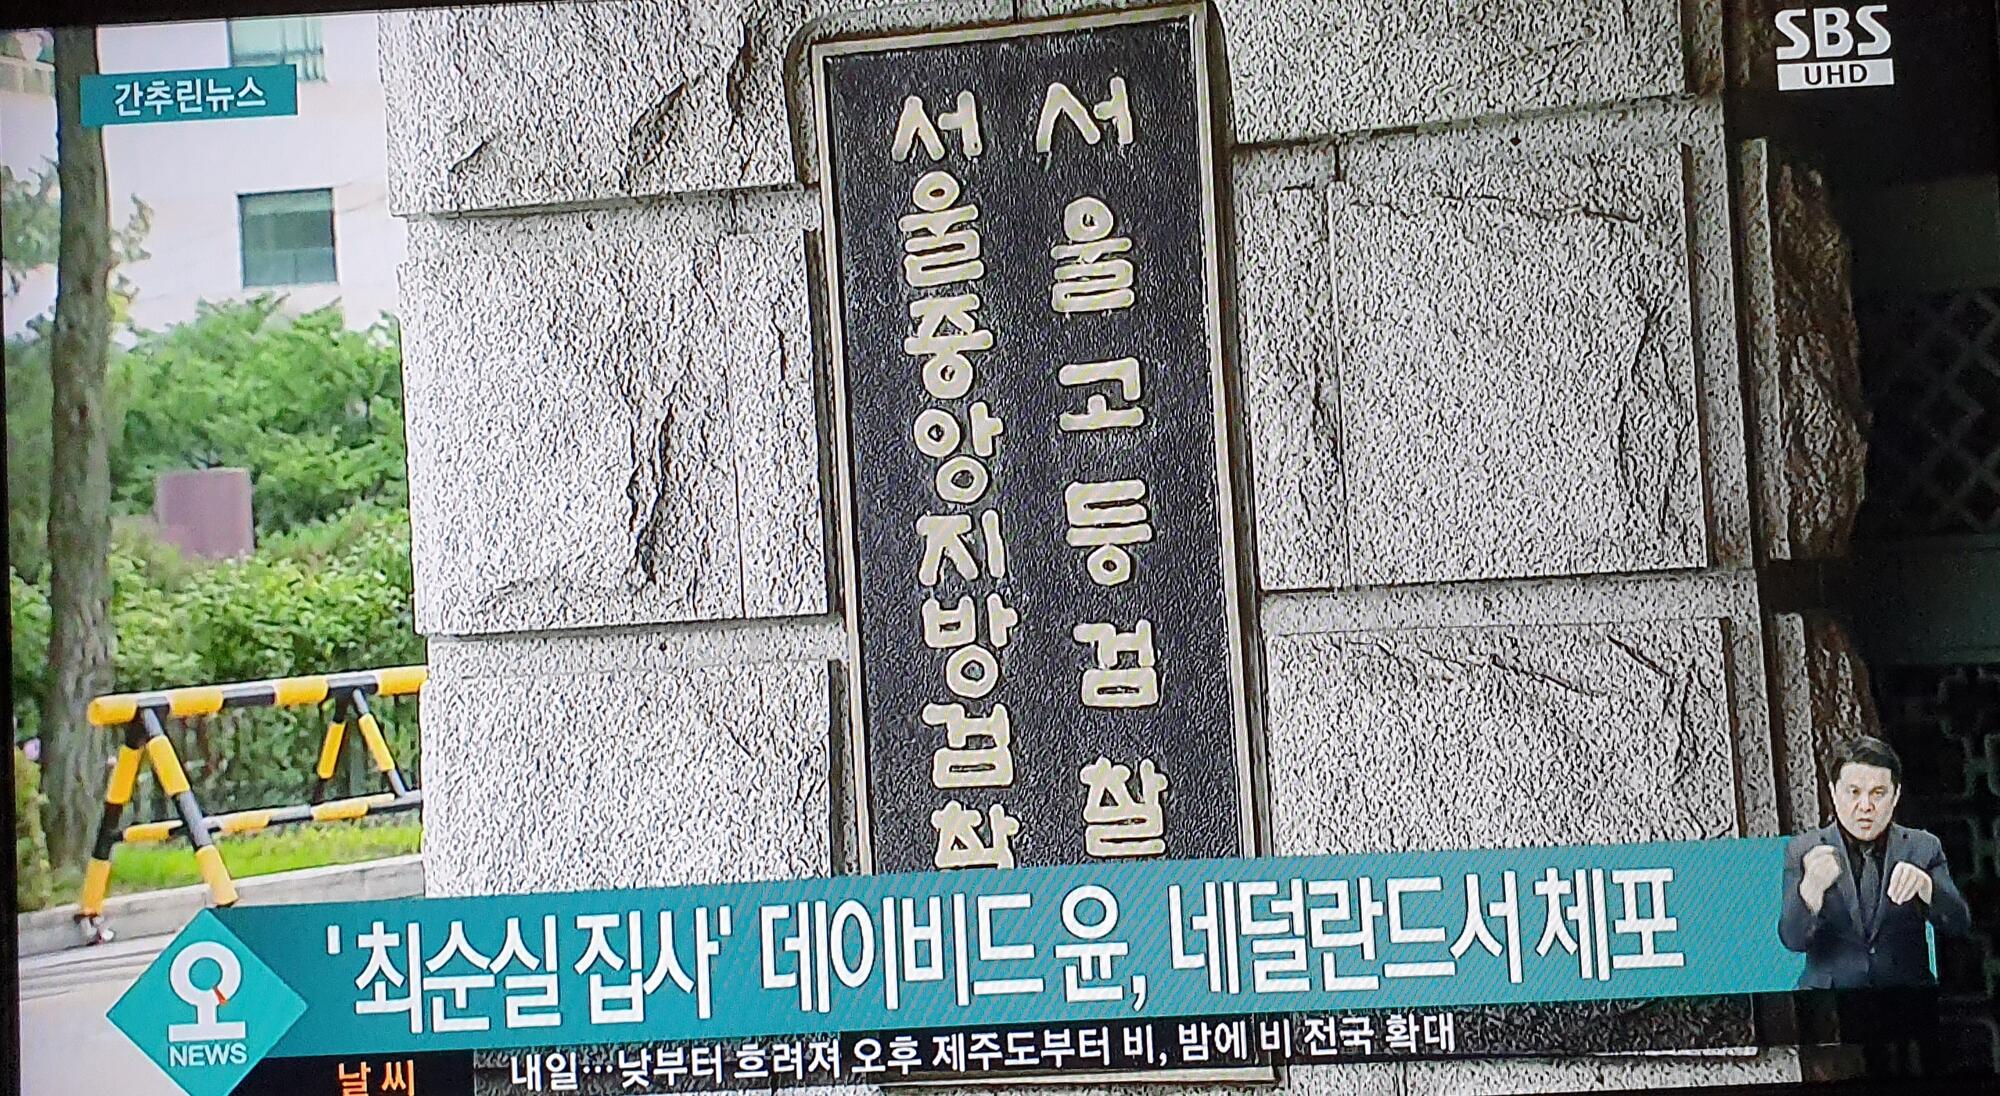 간추린뉴스
SBS
UHD
서울고등검찰
서울중앙지방검찰
'최순실 집사' 데이비드 윤, 네덜란드서 체포
오
NEWS
날씨
내일…낮부터 흐려져 오후 제주도부터 비, 밤에 비 전국 확대